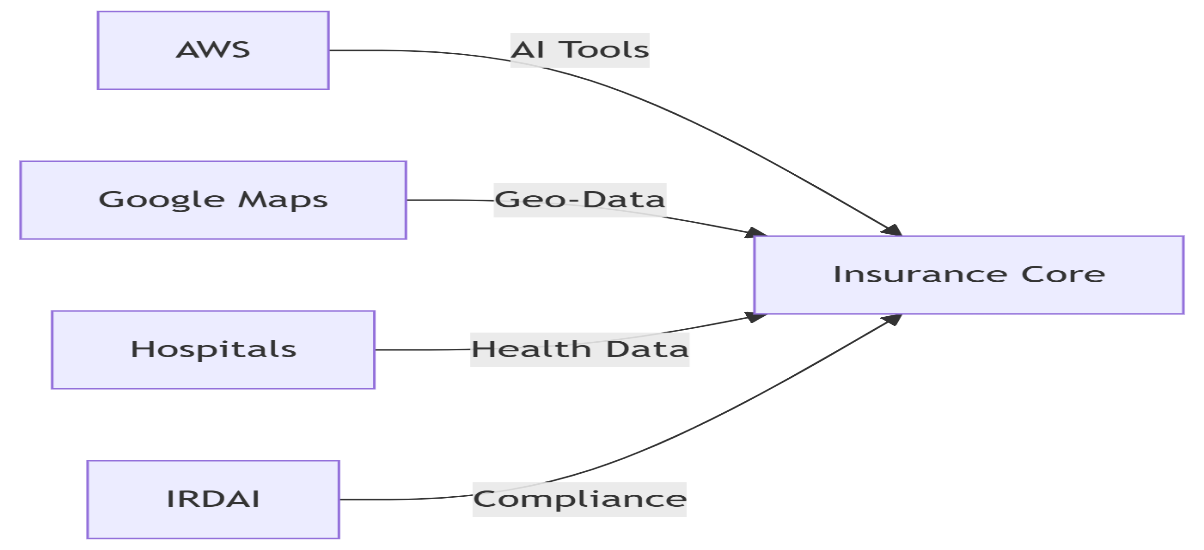 AWS
AI Tools
Google Maps
Geo-Data
Insurance Core
Hospitals
Health Data
IRDAI
Compliance